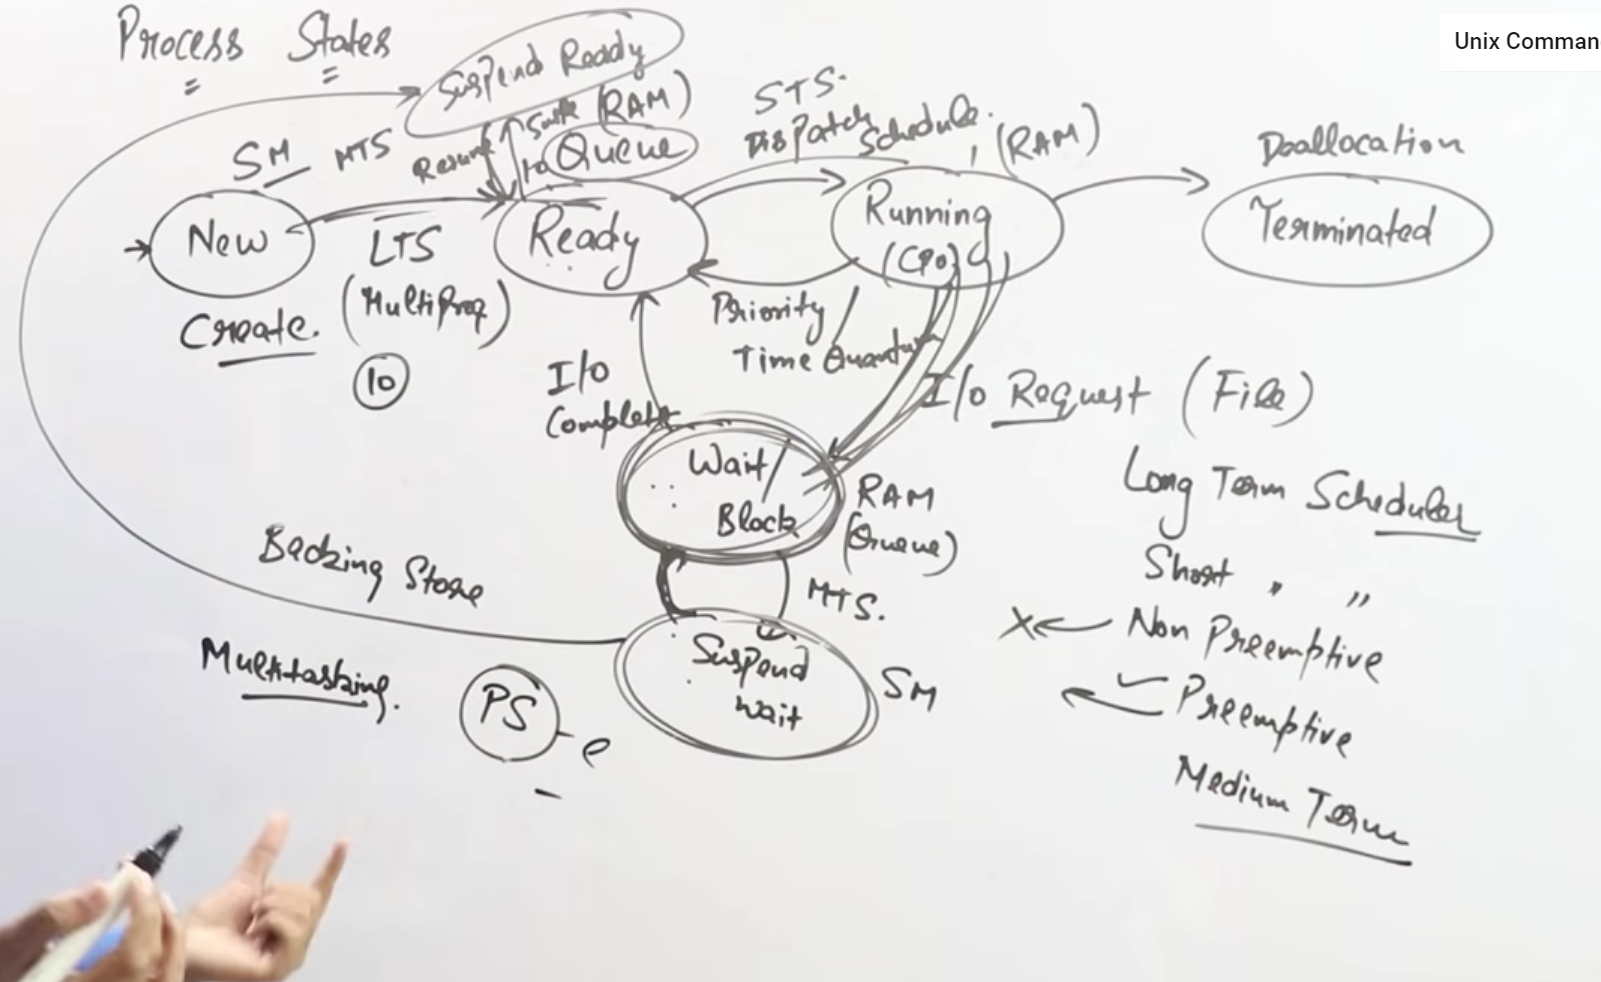 Process States
Unix Comman
Suspend Ready
SM MTS
Resume
(RAM)
to Queue
STS.
Dispatch Schedule.
(RAM)
Deallocation
New
LTS
(MultiProg)
10
Create.
Ready
Running
(CPU)
Terminated
Priority /
Time Quantum
I/o
Complete
I/o Request (File)
Wait/
Block
RAM
(Queue)
MTS.
Backing Store
Suspend
Wait
SM
Multitasking.
PS
e
Long Term Scheduler
Short " "
Non Preemptive
Preemptive
Medium Term